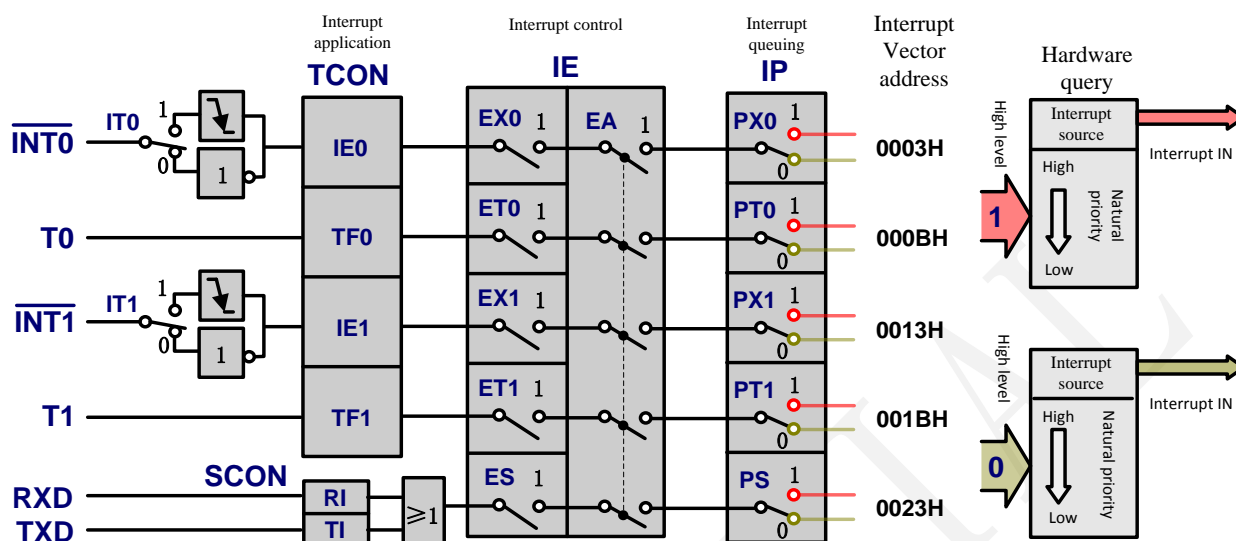 Interrupt
application
TCON
Interrupt control
IE
Interrupt
queuing
IP
Interrupt
Vector
address
Hardware
query
INT0
IT0
1
0
1
IE0
EX0
1
EA
1
PX0
1
0
0003H
T0
TF0
ET0
1
PT0
1
0
000BH
INT1
IT1
1
0
1
IE1
EX1
1
PX1
1
0
0013H
T1
TF1
ET1
1
PT1
1
0
001BH
SCON
RXD
RI
TXD
TI
≥1
ES
1
PS
1
0
0023H
High level
1
Interrupt
source
High
Low
Natural
priority
Interrupt IN
High level
0
Interrupt
source
High
Low
Natural priority
Interrupt IN
IAL